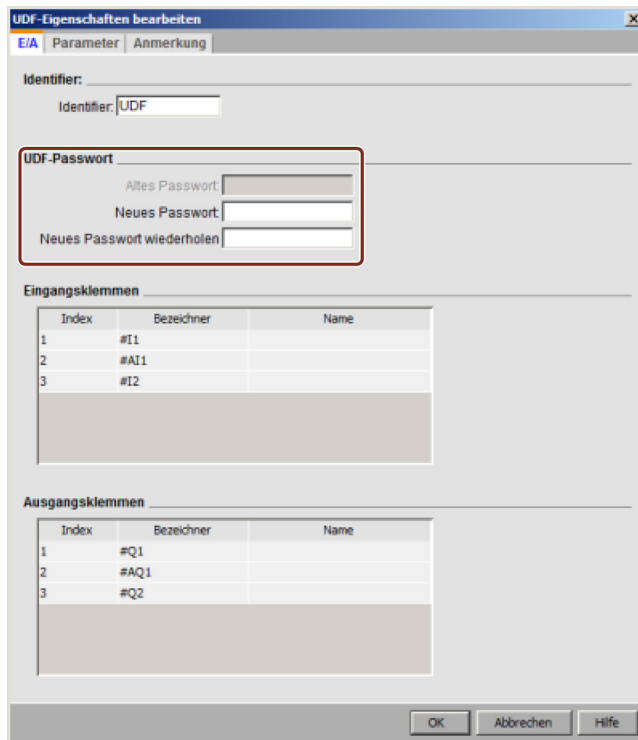 UDF-Eigenschaften bearbeiten
E/A Parameter Anmerkung
Identifier:
Identifier: UDF
UDF-Passwort
Altes Passwort:
Neues Passwort:
Neues Passwort wiederholen
Eingangsklemmen
Index Bezeichner Name
1 #I1
2 #AI1
3 #I2
Ausgangsklemmen
Index Bezeichner Name
1 #Q1
2 #AQ1
3 #Q2
OK Abbrechen Hilfe